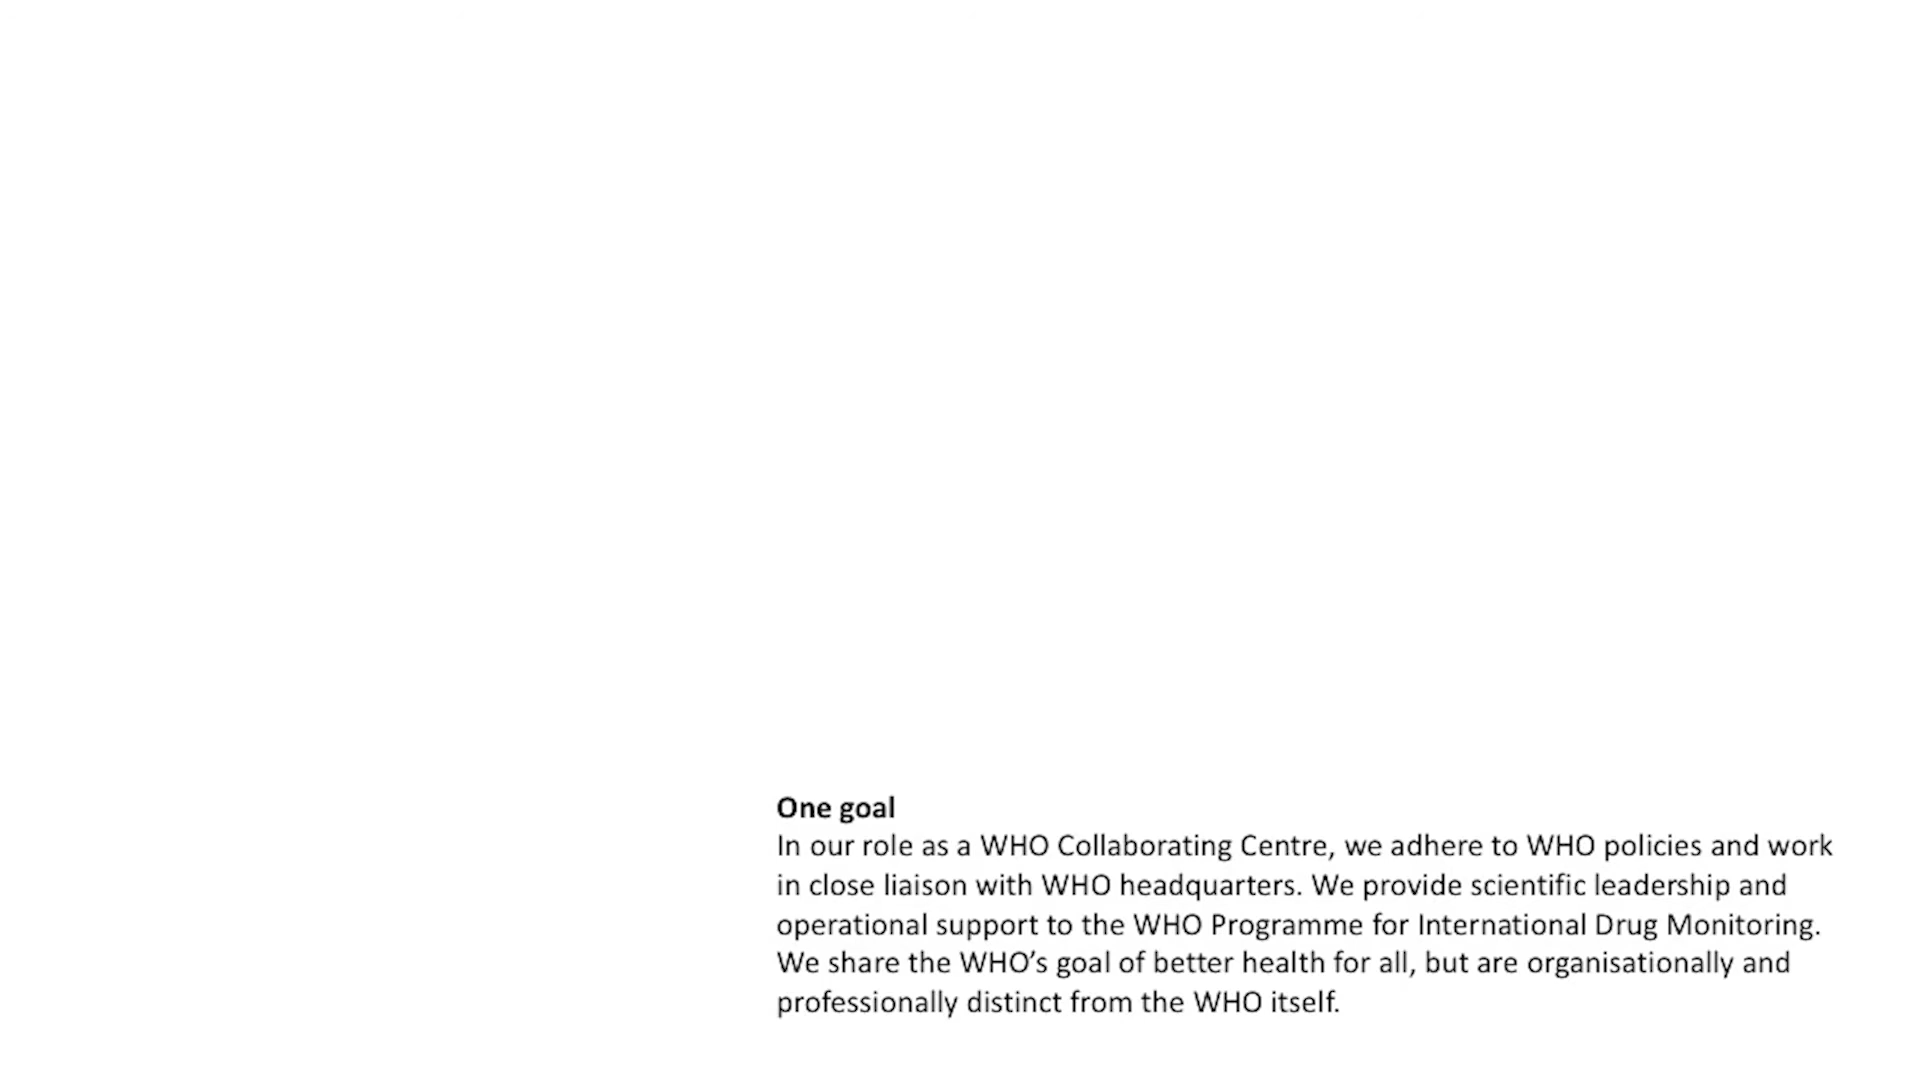 One goal
In our role as a WHO Collaborating Centre, we adhere to WHO policies and work
in close liaison with WHO headquarters. We provide scientific leadership and
operational support to the WHO Programme for International Drug Monitoring.
We share the WHO’s goal of better health for all, but are organisationally and
professionally distinct from the WHO itself.